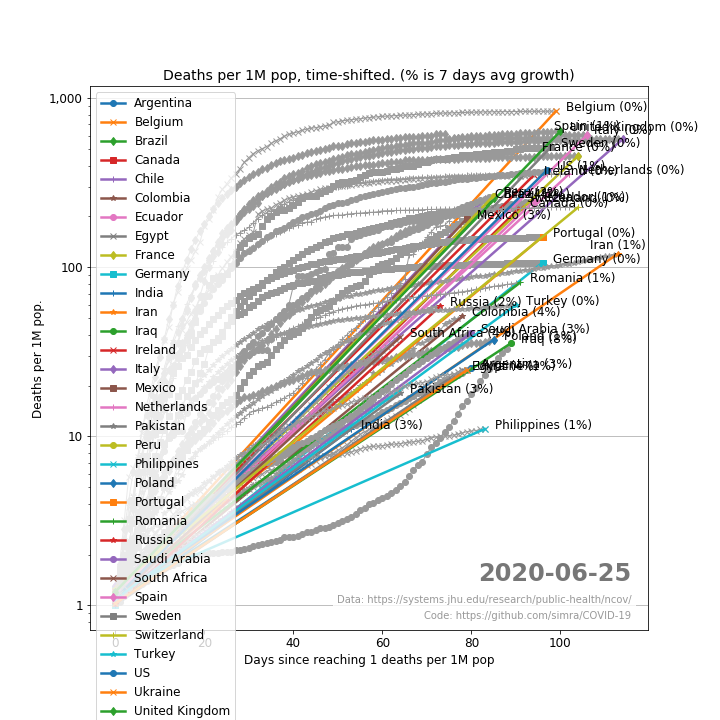 Deaths per 1M pop, time-shifted. (% is 7 days avg growth)
Deaths per 1M pop.
1,000
100
10
1
Argentina
Belgium
Brazil
Canada
Chile
Colombia
Ecuador
Egypt
France
Germany
India
Iran
Iraq
Ireland
Italy
Mexico
Netherlands
Pakistan
Peru
Philippines
Poland
Portugal
Romania
Russia
Saudi Arabia
South Africa
Spain
Sweden
Switzerland
Turkey
US
Ukraine
United Kingdom
Belgium (0%)
Kingdom (0%)
Sweden (0%)
France (0%)
Netherlands (0%)
Ireland (0%)
Canada (0%)
Mexico (3%)
Portugal (0%)
Iran (1%)
Germany (0%)
Romania (1%)
Russia (2%)
Turkey (0%)
Colombia (4%)
Saudi Arabia (3%)
South Africa (4%)
Iraq (8%)
Pakistan (3%)
India (3%)
Philippines (1%)
2020-06-25
Data: https://systems.jhu.edu/research/public-health/ncov/
Code: https://github.com/simra/COVID-19
0
20
40
60
80
100
Days since reaching 1 deaths per 1M pop